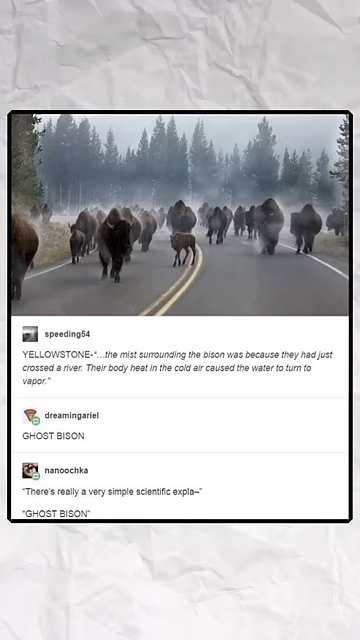 speeding54
YELLOWSTONE-“...the mist surrounding the bison was because they had just
crossed a river. Their body heat in the cold air caused the water to turn to
vapor.”
dreamingariel
GHOST BISON
nanoochka
“There’s really a very simple scientific expla–”
“GHOST BISON”